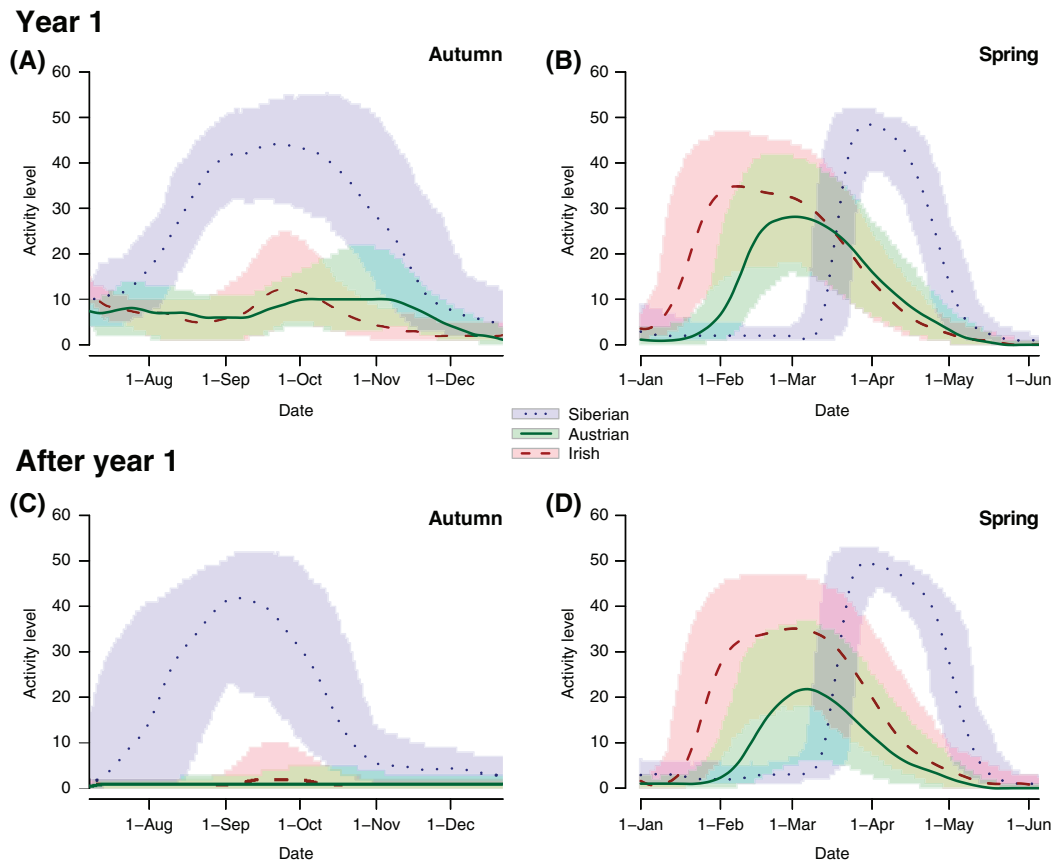 Year 1
(A)
Autumn
60
50
40
30
20
10
0
Activity level
1–Aug 1–Sep 1–Oct 1–Nov 1–Dec
Date
(B)
Spring
60
50
40
30
20
10
0
Activity level
1–Jan 1–Feb 1–Mar 1–Apr 1–May 1–Jun
Date
Siberian
Austrian
Irish
After year 1
(C)
Autumn
60
50
40
30
20
10
0
Activity level
1–Aug 1–Sep 1–Oct 1–Nov 1–Dec
Date
(D)
Spring
60
50
40
30
20
10
0
Activity level
1–Jan 1–Feb 1–Mar 1–Apr 1–May 1–Jun
Date